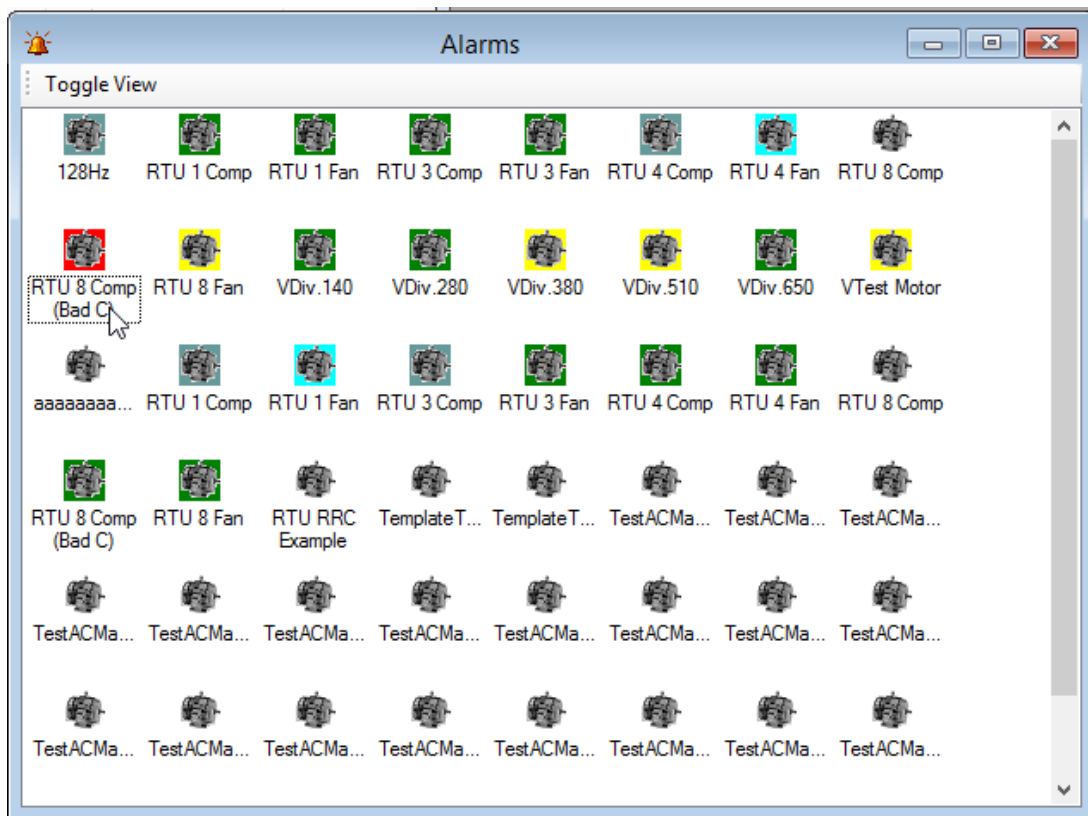 Alarms
Toggle View
128Hz RTU 1 Comp RTU 1 Fan RTU 3 Comp RTU 3 Fan RTU 4 Comp RTU 4 Fan RTU 8 Comp
RTU 8 Comp RTU 8 Fan VDiv.140 VDiv.280 VDiv.380 VDiv.510 VDiv.650 VTest Motor
(Bad C)
aaaaaaaa... RTU 1 Comp RTU 1 Fan RTU 3 Comp RTU 3 Fan RTU 4 Comp RTU 4 Fan RTU 8 Comp
RTU 8 Comp RTU 8 Fan RTU RRC TemplateT... TemplateT... TestACMa... TestACMa... TestACMa...
(Bad C) Example
TestACMa... TestACMa... TestACMa... TestACMa... TestACMa... TestACMa... TestACMa... TestACMa...
TestACMa... TestACMa... TestACMa... TestACMa... TestACMa... TestACMa... TestACMa... TestACMa...